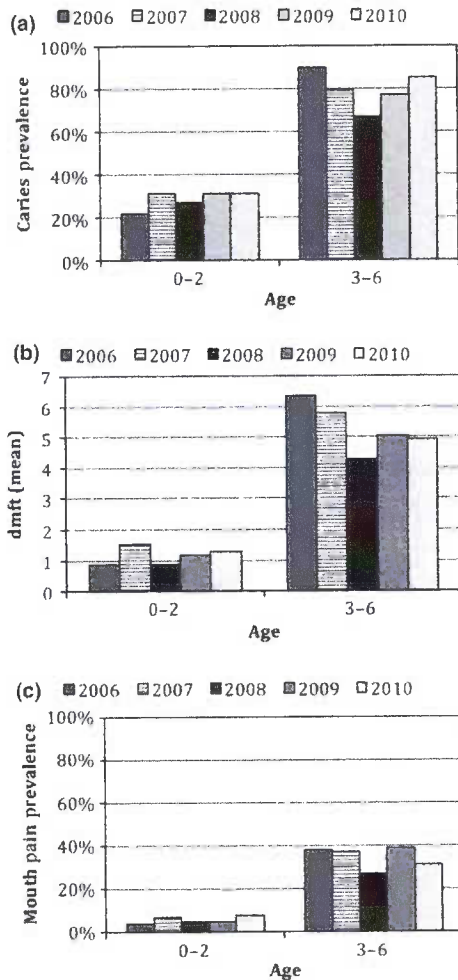 (a)
2006 2007 2008 2009 2010
100%
80%
60%
40%
20%
0%
Caries prevalence
0-2 3-6
Age
(b)
2006 2007 2008 2009 2010
7
6
5
4
3
2
1
0
dmft (mean)
0-2 3-6
Age
(c)
2006 2007 2008 2009 2010
100%
80%
60%
40%
20%
0%
Mouth pain prevalence
0-2 3-6
Age